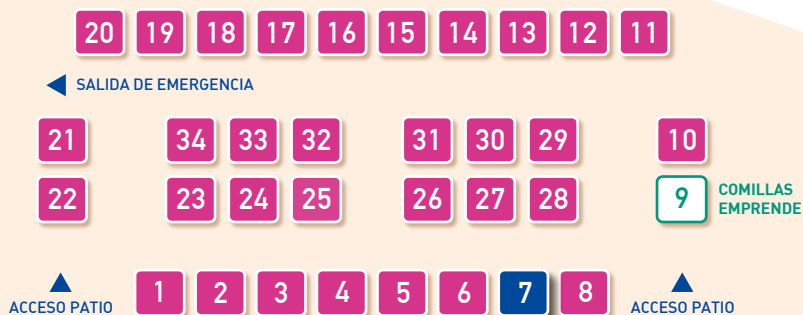 20 19 18 17 16 15 14 13 12 11
SALIDA DE EMERGENCIA
21 34 33 32 31 30 29 10
22 23 24 25 26 27 28 9
COMILLAS
EMPRENDE
1 2 3 4 5 6 7 8
ACCESO PATIO
ACCESO PATIO